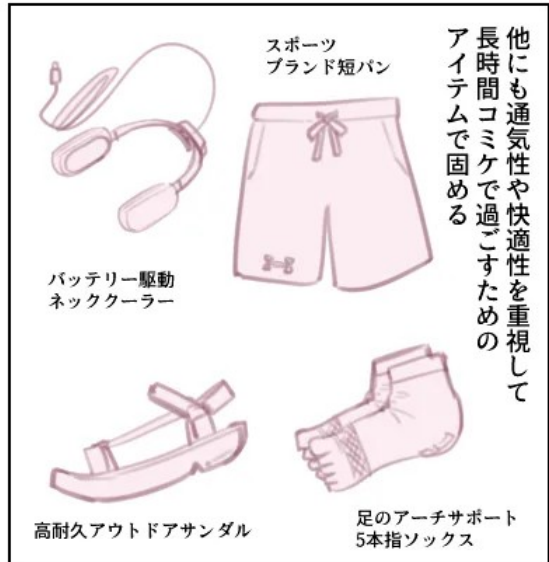 他にも通気性や快適性を重視して
長時間コミケで過ごすための
アイテムで固める
スポーツ
ブランド短パン
バッテリー駆動
ネッククーラー
高耐久アウトドアサンダル
足のアーチサポート
5本指ソックス